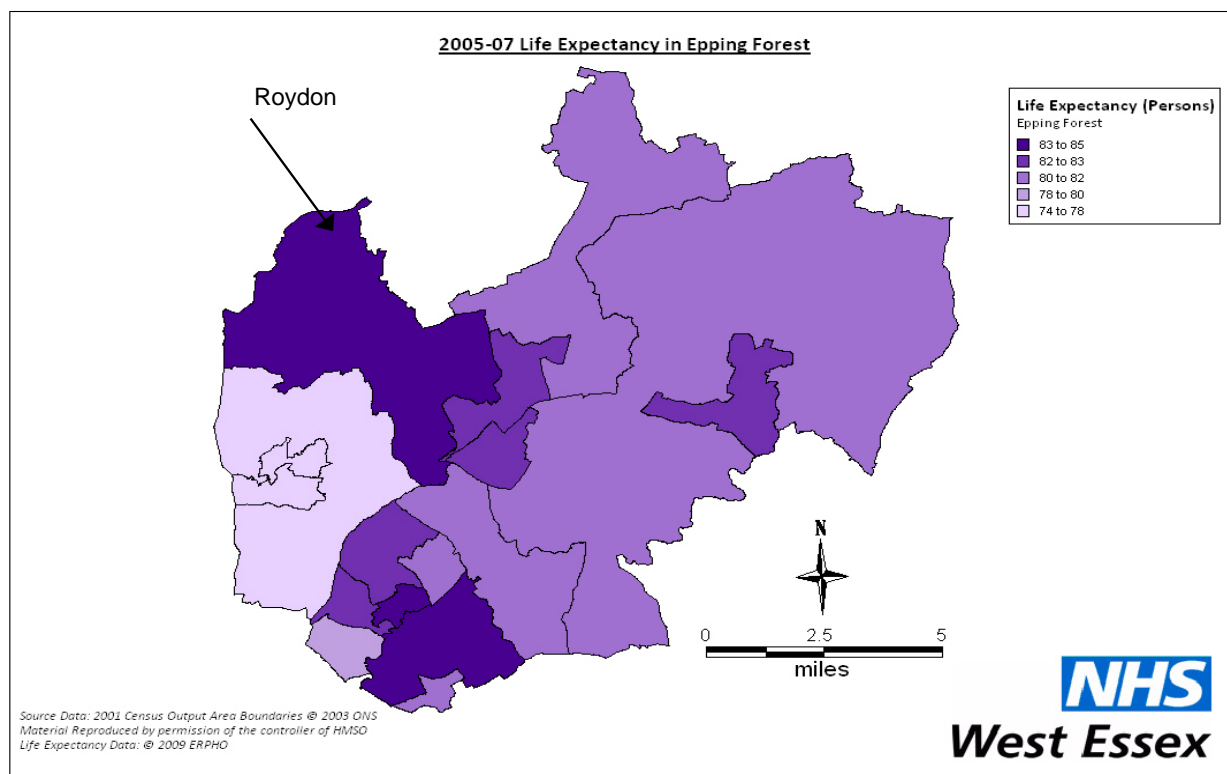 2005-07 Life Expectancy in Epping Forest
Roydon
Life Expectancy (Persons)
Epping Forest
83 to 85
82 to 83
80 to 82
78 to 80
74 to 78
N
0 2.5 5
miles
Source Data: 2001 Census Output Area Boundaries © 2003 ONS
Material Reproduced by permission of the controller of HMSO
Life Expectancy Data: © 2009 ERPHO
NHS
West Essex